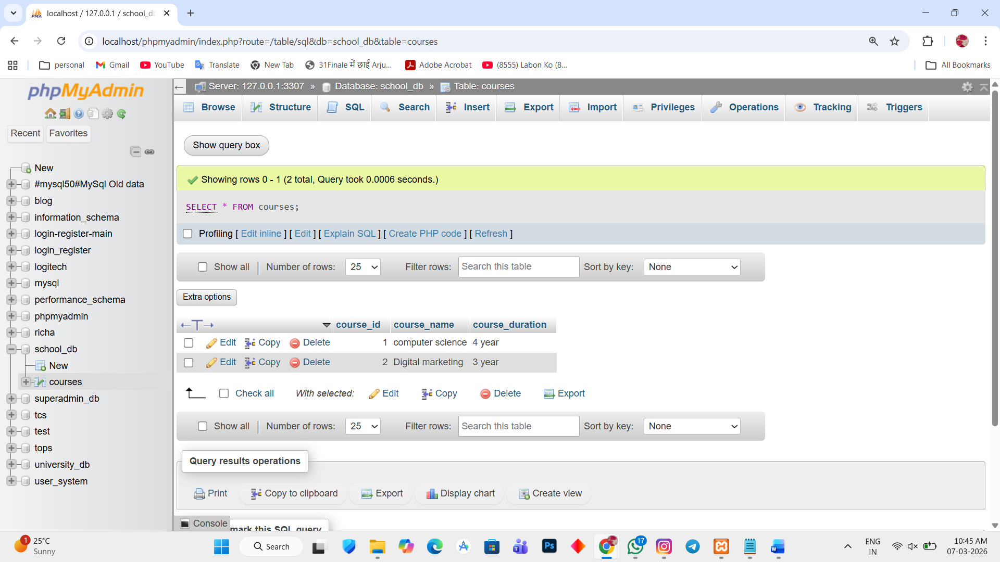 localhost / 127.0.0.1 / school_db
localhost/phpmyadmin/index.php?route=/table/sql&db=school_db&table=courses
personal Gmail YouTube Translate New Tab 31Finale में छाई Arju... Adobe Acrobat (8555) Labon Ko (8... All Bookmarks
phpMyAdmin
Recent Favorites
New
#mysql50#MySql Old data
blog
information_schema
login-register-main
login_register
logitech
mysql
performance_schema
phpmyadmin
richa
school_db
New
courses
superadmin_db
tcs
test
tops
university_db
user_system
Server: 127.0.0.1:3307 » Database: school_db » Table: courses
Browse Structure SQL Search Insert Export Import Privileges Operations Tracking Triggers
Show query box
Showing rows 0 - 1 (2 total, Query took 0.0006 seconds.)
SELECT * FROM courses;
Profiling [ Edit inline ] [ Edit ] [ Explain SQL ] [ Create PHP code ] [ Refresh ]
Show all | Number of rows: 25 Filter rows: Search this table Sort by key: None
Extra options
←T→ course_id course_name course_duration
Edit Copy Delete 1 computer science 4 year
Edit Copy Delete 2 Digital marketing 3 year
Check all With selected: Edit Copy Delete Export
Show all | Number of rows: 25 Filter rows: Search this table Sort by key: None
Query results operations
Print Copy to clipboard Export Display chart Create view
Console
mark this SQL query
1 25°C
Sunny
Search
Ps
17
ENG
IN
10:45 AM
07-03-2026